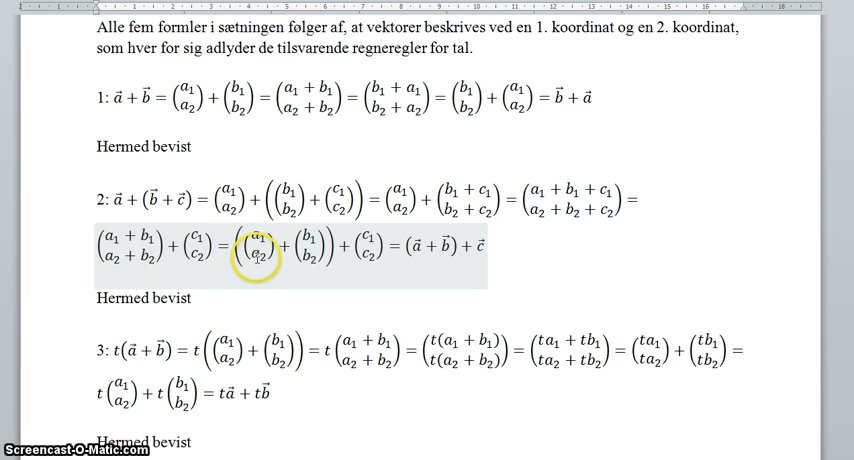 Alle fem formler i sætningen følger af, at vektorer beskrives ved en 1. koordinat og en 2. koordinat,
som hver for sig adlyder de tilsvarende regneregler for tal.
1: a⃗ + b⃗ = (a₁ a₂) + (b₁ b₂) = (a₁ + b₁ a₂ + b₂) = (b₁ + a₁ b₂ + a₂) = (b₁ b₂) + (a₁ a₂) = b⃗ + a⃗
Hermed bevist
2: a⃗ + (b⃗ + c⃗) = (a₁ a₂) + ((b₁ b₂) + (c₁ c₂)) = (a₁ a₂) + (b₁ + c₁ b₂ + c₂) = (a₁ + b₁ + c₁ a₂ + b₂ + c₂) =
(a₁ + b₁ a₂ + b₂) + (c₁ c₂) = ((a₁ a₂) + (b₁ b₂)) + (c₁ c₂) = (a⃗ + b⃗) + c⃗
Hermed bevist
3: t(a⃗ + b⃗) = t((a₁ a₂) + (b₁ b₂)) = t(a₁ + b₁ a₂ + b₂) = (t(a₁ + b₁) t(a₂ + b₂)) = (ta₁ + tb₁ ta₂ + tb₂) = (ta₁ ta₂) + (tb₁ tb₂) =
t(a₁ a₂) + t(b₁ b₂) = ta⃗ + tb⃗
Hermed bevist
Screencast-O-Matic.com